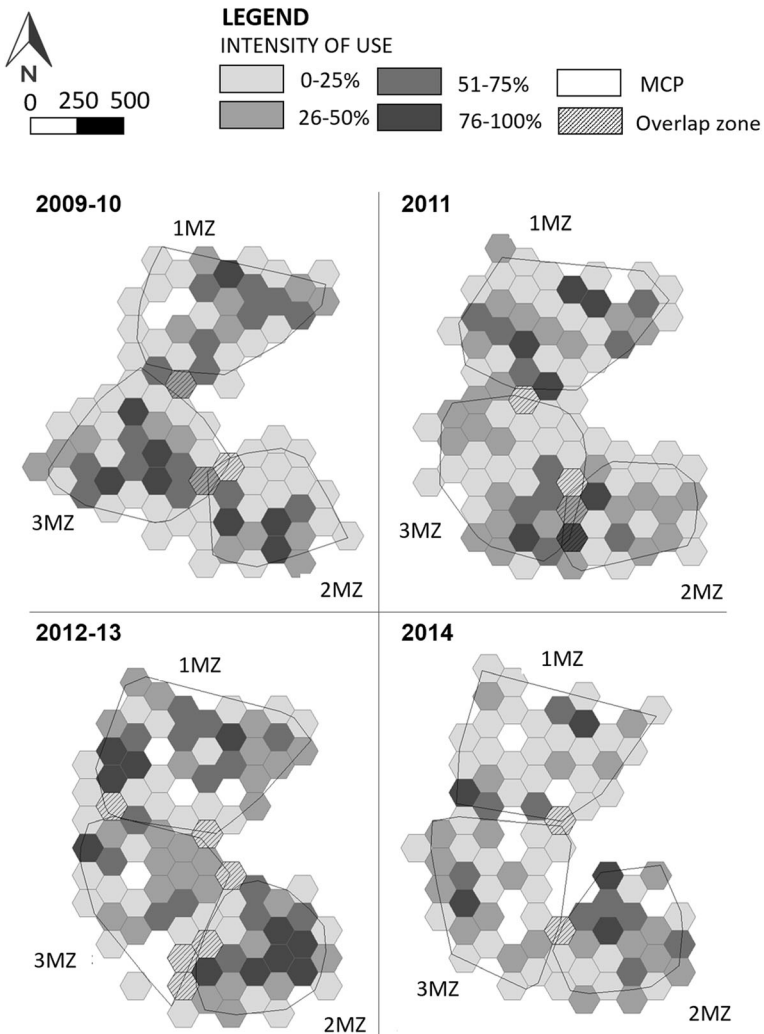 LEGEND
INTENSITY OF USE
N
0 250 500
0-25%
51-75%
MCP
26-50%
76-100%
Overlap zone
2009-10
1MZ
3MZ
2MZ
2011
1MZ
3MZ
2MZ
2012-13
1MZ
3MZ :
2MZ
2014
1MZ
3MZ
2MZ